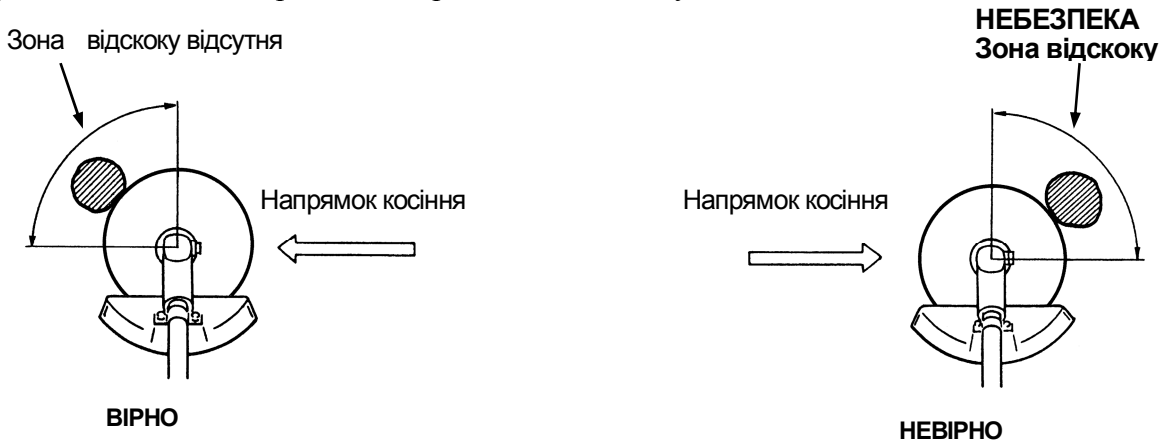 Зона відскоку відсутня
НЕБЕЗПЕКА
Зона відскоку
Напрямок косіння
Напрямок косіння
ВІРНО
НЕВІРНО